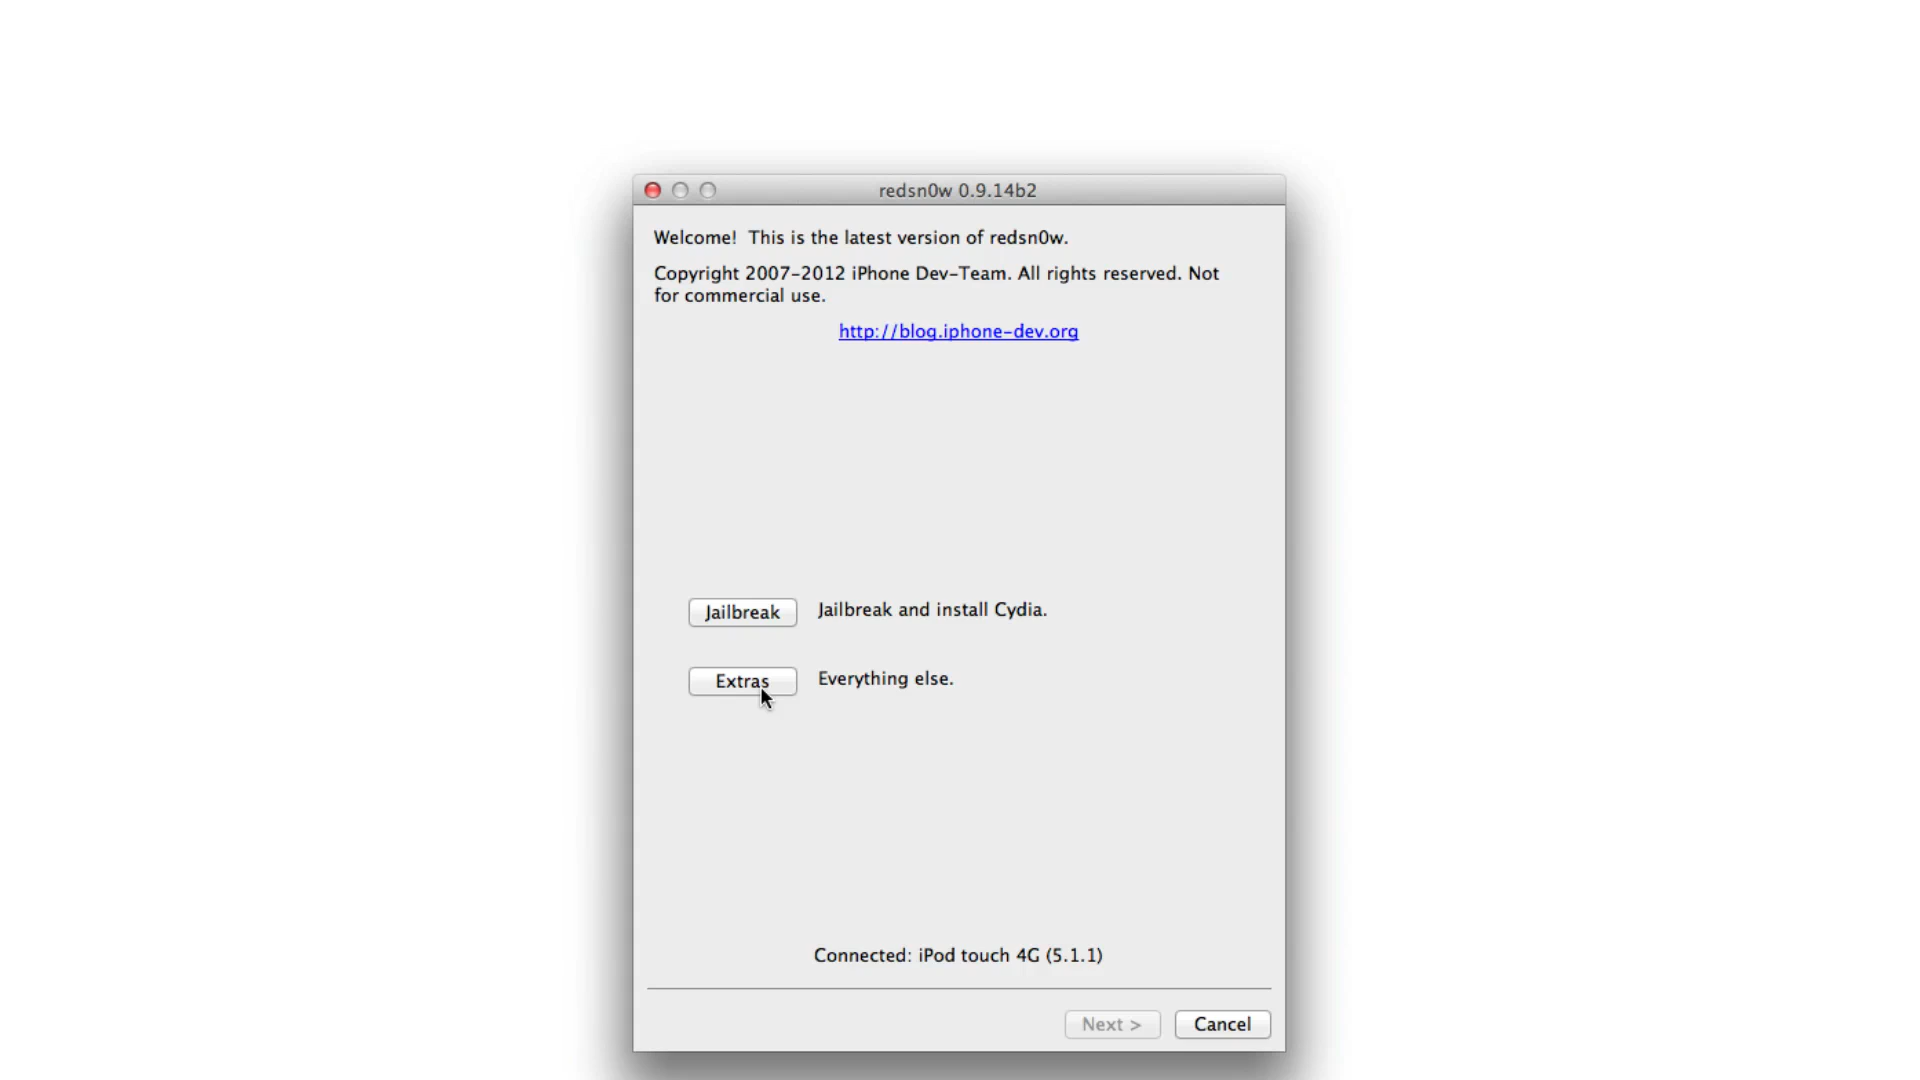 redsn0w 0.9.14b2
Welcome!  This is the latest version of redsn0w.
Copyright 2007–2012 iPhone Dev–Team. All rights reserved. Not
for commercial use.
http://blog.iphone–dev.org
Jailbreak
Jailbreak and install Cydia.
Extras
Everything else.
Connected: iPod touch 4G (5.1.1)
Next >
Cancel